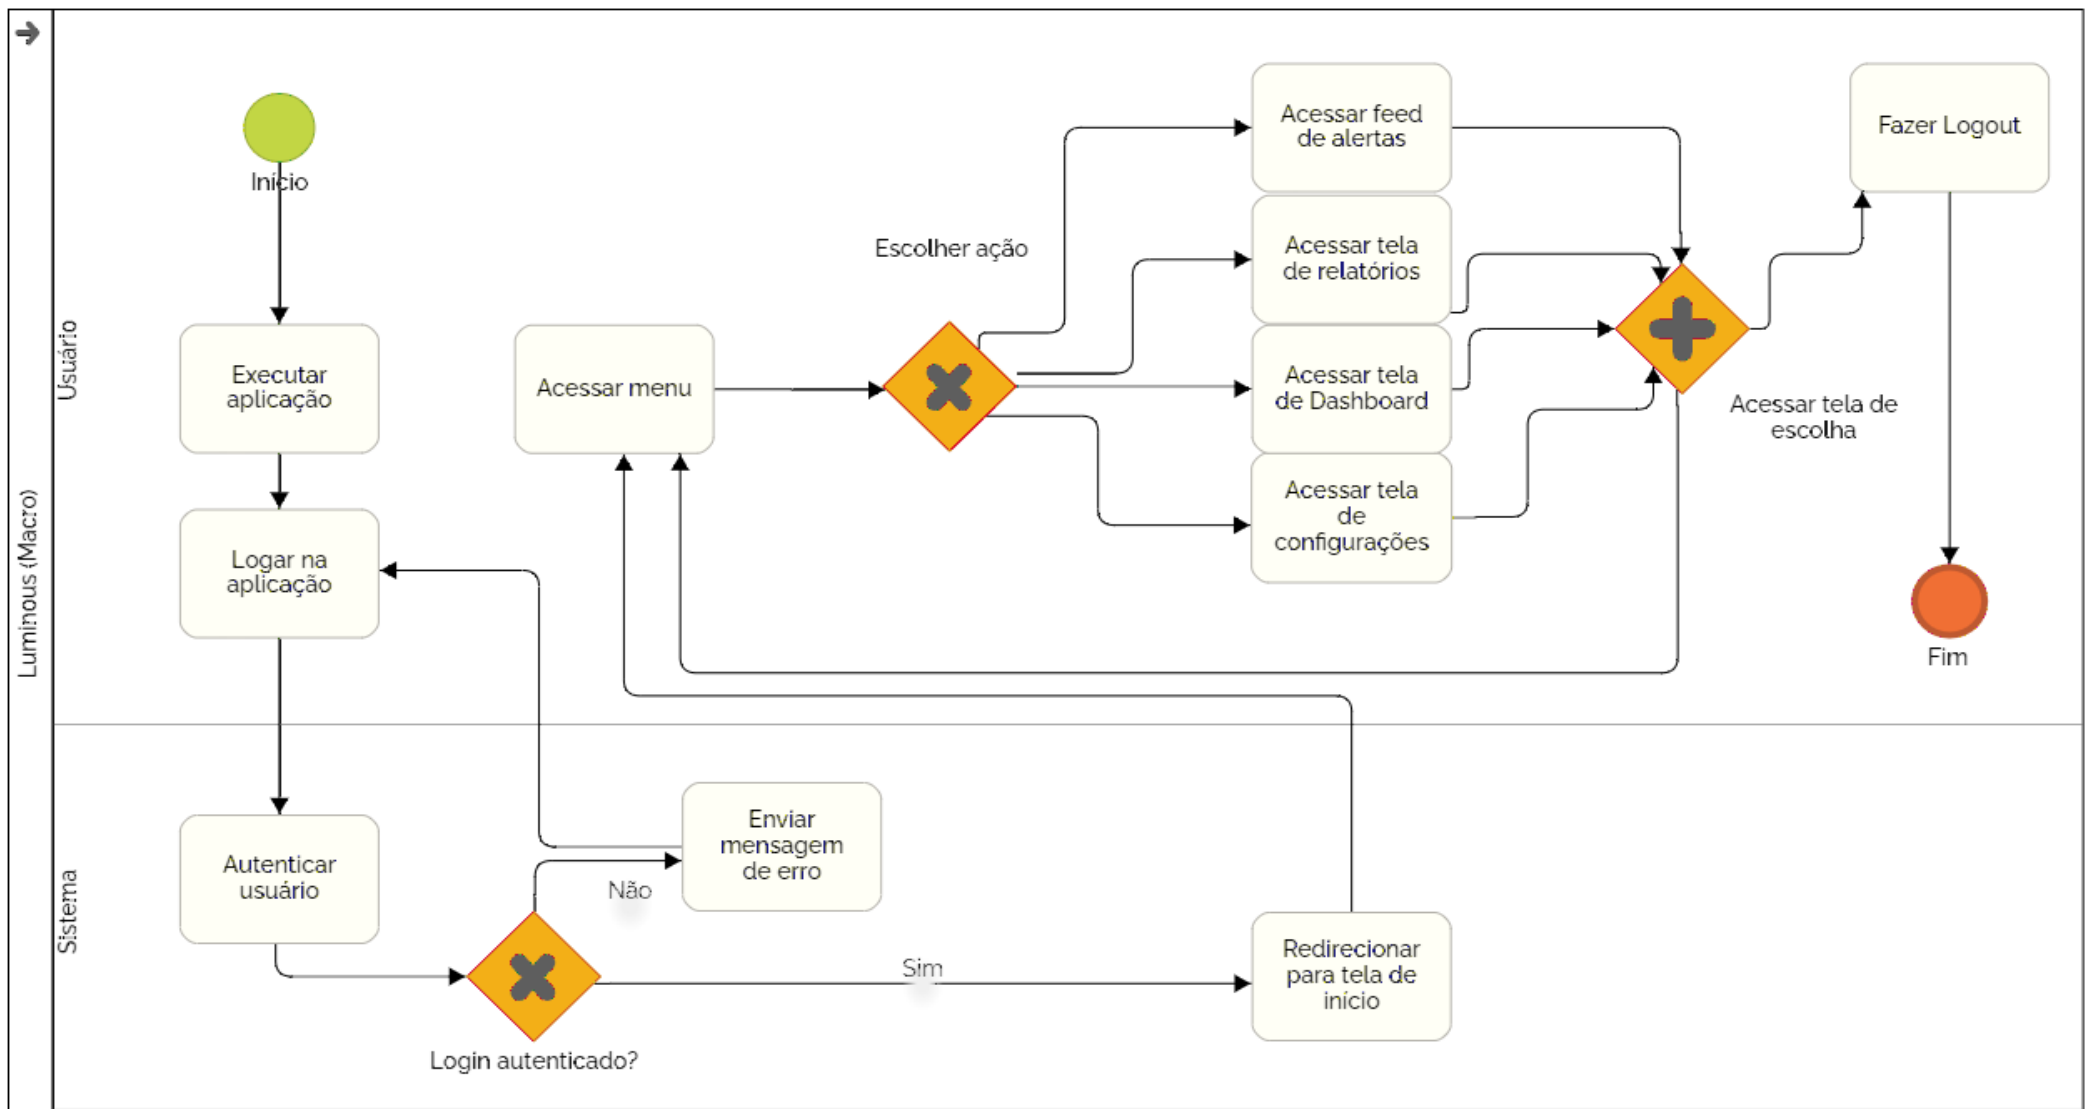 Luminous (Macro)
Usuário
Início
Executar
aplicação
Logar na
aplicação
Acessar menu
Escolher ação
Acessar feed
de alertas
Acessar tela
de relatórios
Acessar tela
de Dashboard
Acessar tela
de
configurações
Acessar tela de
escolha
Fazer Logout
Fim
Sistema
Autenticar
usuário
Login autenticado?
Não
Enviar
mensagem
de erro
Sim
Redirecionar
para tela de
início